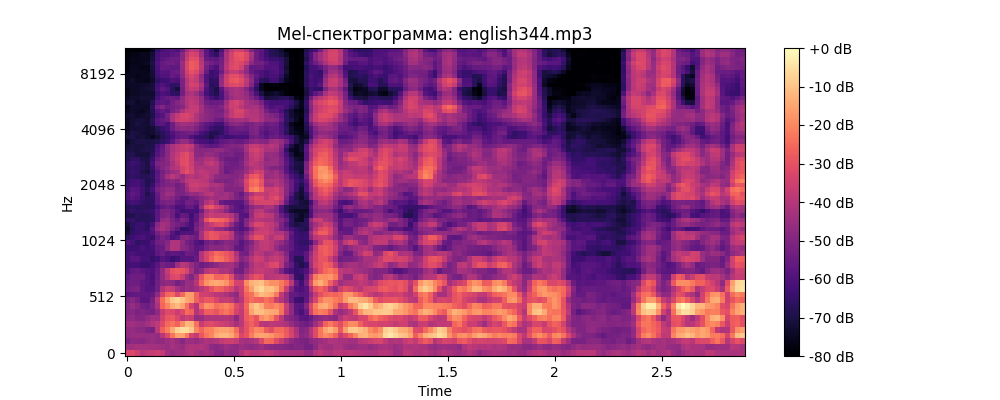 Mel-спектрограмма: english344.mp3
Hz
8192
4096
2048
1024
512
0
0
0.5
1
1.5
2
2.5
Time
+0 dB
-10 dB
-20 dB
-30 dB
-40 dB
-50 dB
-60 dB
-70 dB
-80 dB